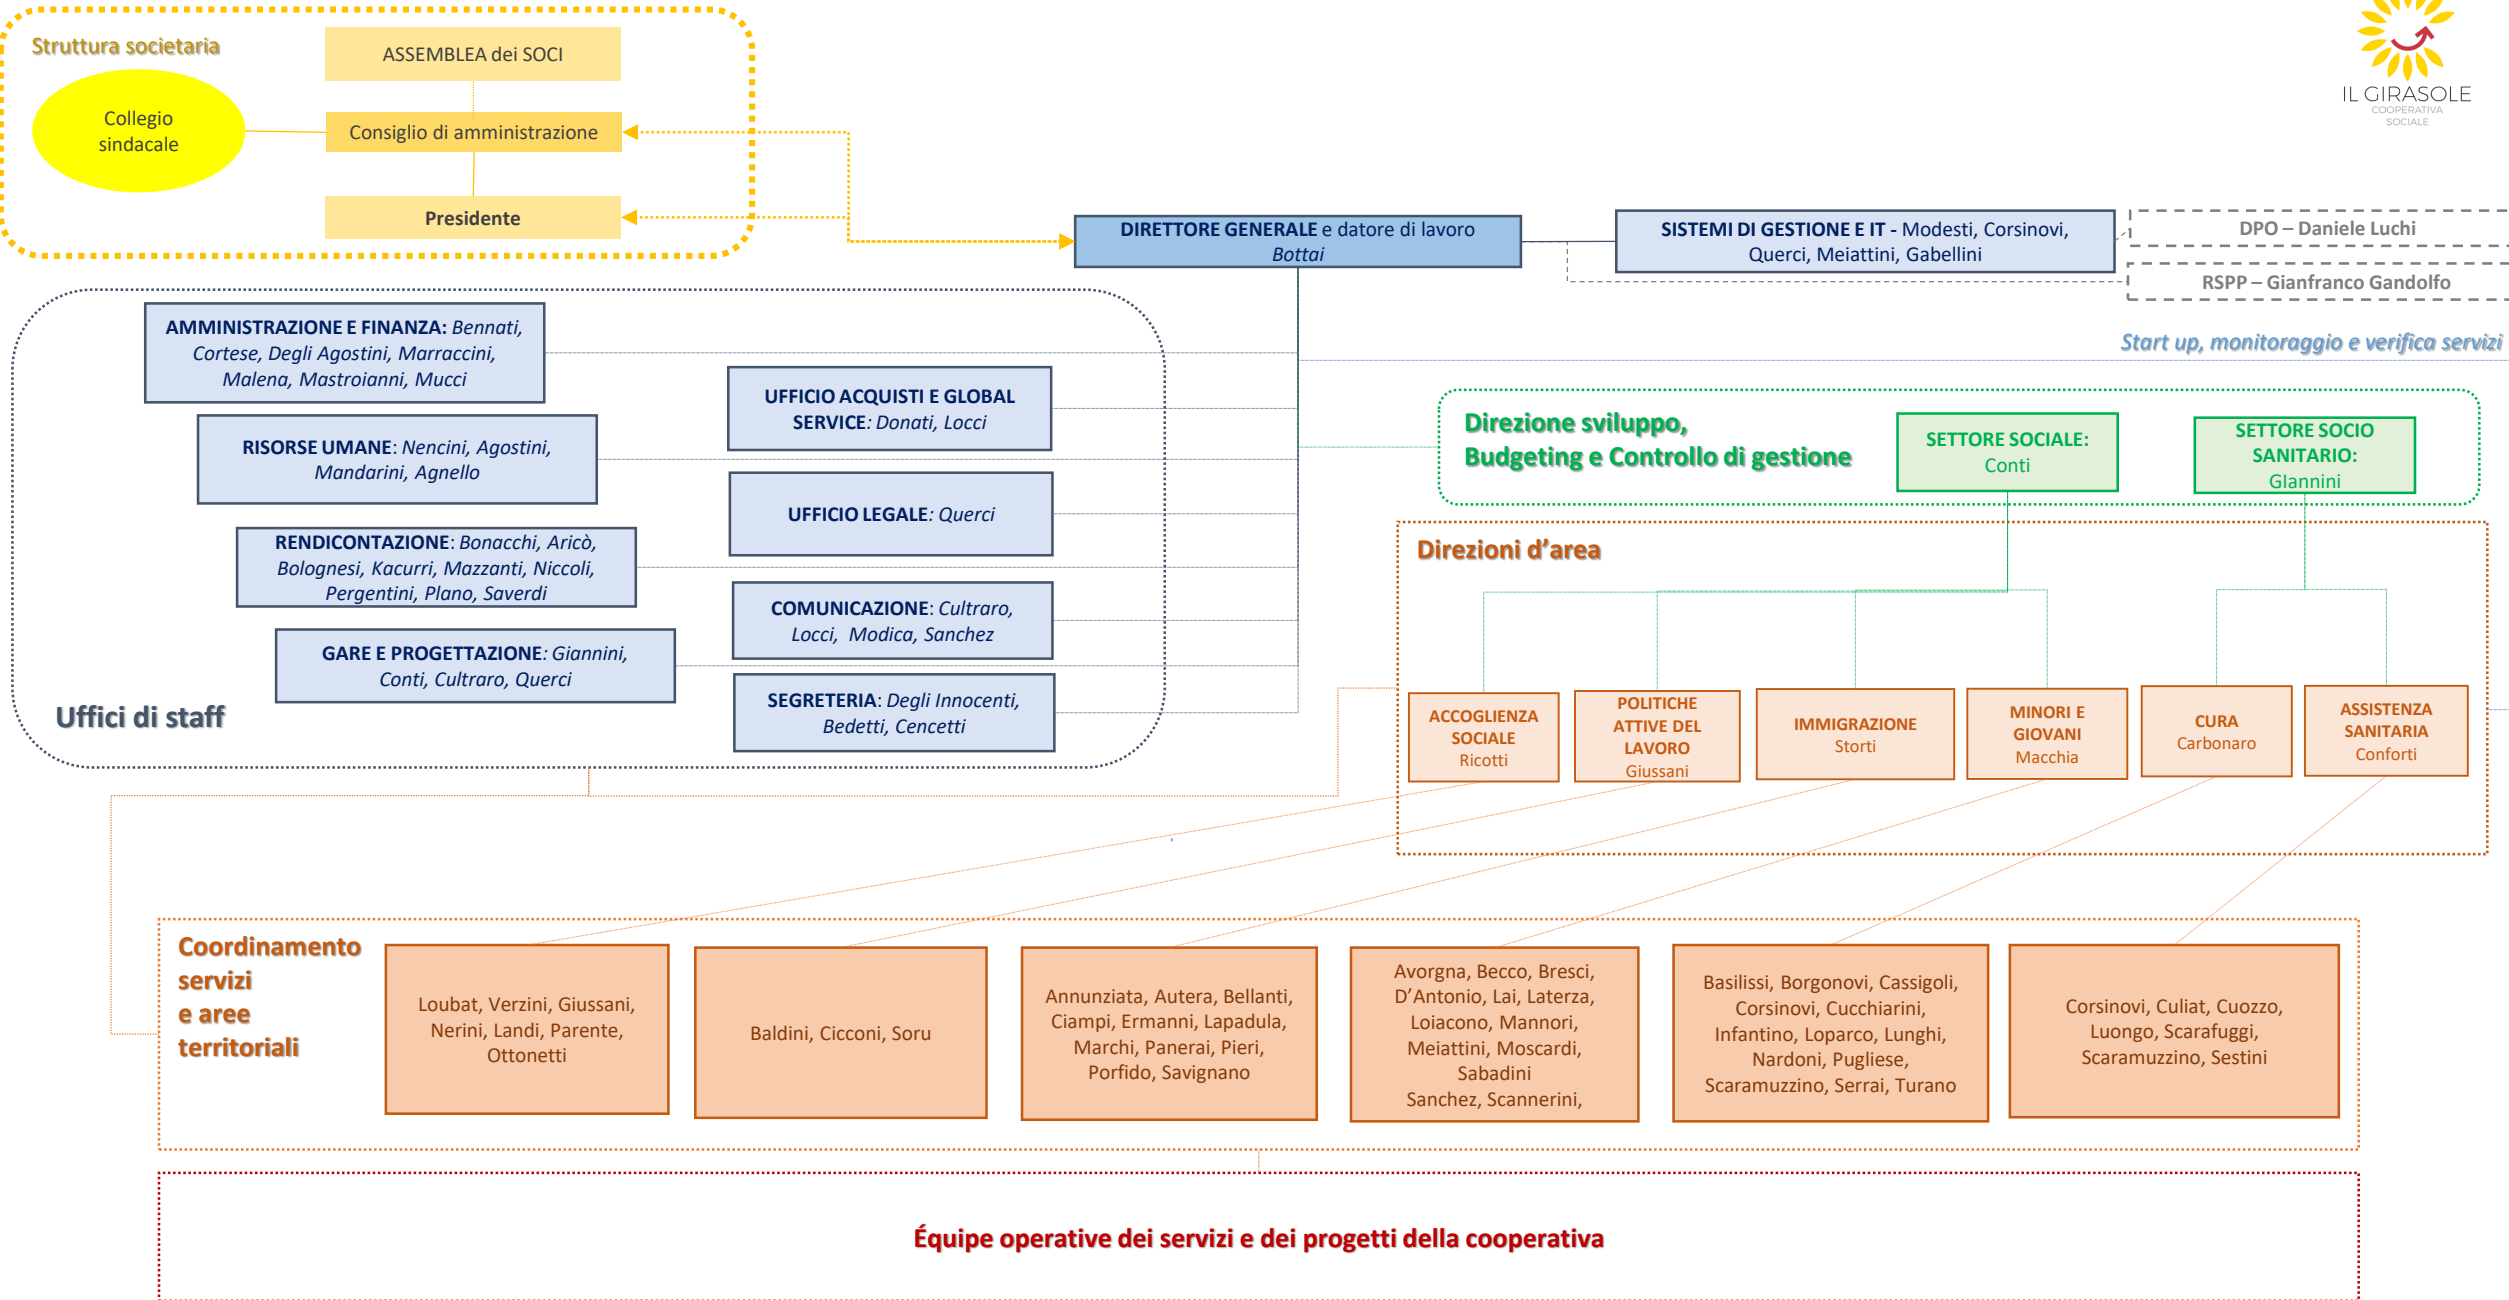 Struttura societaria
ASSEMBLEA dei SOCI
Collegio
sindacale
Consiglio di amministrazione
Presidente
IL GIRASOLE
COOPERATIVA
SOCIALE
DIRETTORE GENERALE e datore di lavoro
Bottai
SISTEMI DI GESTIONE E IT - Modesti, Corsinovi,
Querci, Meiattini, Gabellini
DPO – Daniele Luchi
RSPP – Gianfranco Gandolfo
Start up, monitoraggio e verifica servizi
AMMINISTRAZIONE E FINANZA: Bennati,
Cortese, Degli Agostini, Marraccini,
Malena, Mastroianni, Mucci
UFFICIO ACQUISTI E GLOBAL
SERVICE: Donati, Locci
RISORSE UMANE: Nencini, Agostini,
Mandarini, Agnello
UFFICIO LEGALE: Querci
RENDICONTAZIONE: Bonacchi, Aricò,
Bolognesi, Kacurri, Mazzanti, Niccoli,
Pergentini, Plano, Saverdi
COMUNICAZIONE: Cultraro,
Locci, Modica, Sanchez
GARE E PROGETTAZIONE: Giannini,
Conti, Cultraro, Querci
SEGRETERIA: Degli Innocenti,
Bedetti, Cencetti
Uffici di staff
Direzione sviluppo,
Budgeting e Controllo di gestione
SETTORE SOCIALE:
Conti
SETTORE SOCIO
SANITARIO:
GIannini
Direzioni d’area
ACCOGLIENZA
SOCIALE
Ricotti
POLITICHE
ATTIVE DEL
LAVORO
Giussani
IMMIGRAZIONE
Storti
MINORI E
GIOVANI
Macchia
CURA
Carbonaro
ASSISTENZA
SANITARIA
Conforti
Coordinamento
servizi
e aree
territoriali
Loubat, Verzini, Giussani,
Nerini, Landi, Parente,
Ottonetti
Baldini, Cicconi, Soru
Annunziata, Autera, Bellanti,
Ciampi, Ermanni, Lapadula,
Marchi, Panerai, Pieri,
Porfido, Savignano
Avorgna, Becco, Bresci,
D’Antonio, Lai, Laterza,
Loiacono, Mannori,
Meiattini, Moscardi,
Sabadini
Sanchez, Scannerini,
Basilissi, Borgonovi, Cassigoli,
Corsinovi, Cucchiarini,
Infantino, Loparco, Lunghi,
Nardoni, Pugliese,
Scaramuzzino, Serrai, Turano
Corsinovi, Culiat, Cuozzo,
Luongo, Scarafuggi,
Scaramuzzino, Sestini
Équipe operative dei servizi e dei progetti della cooperativa